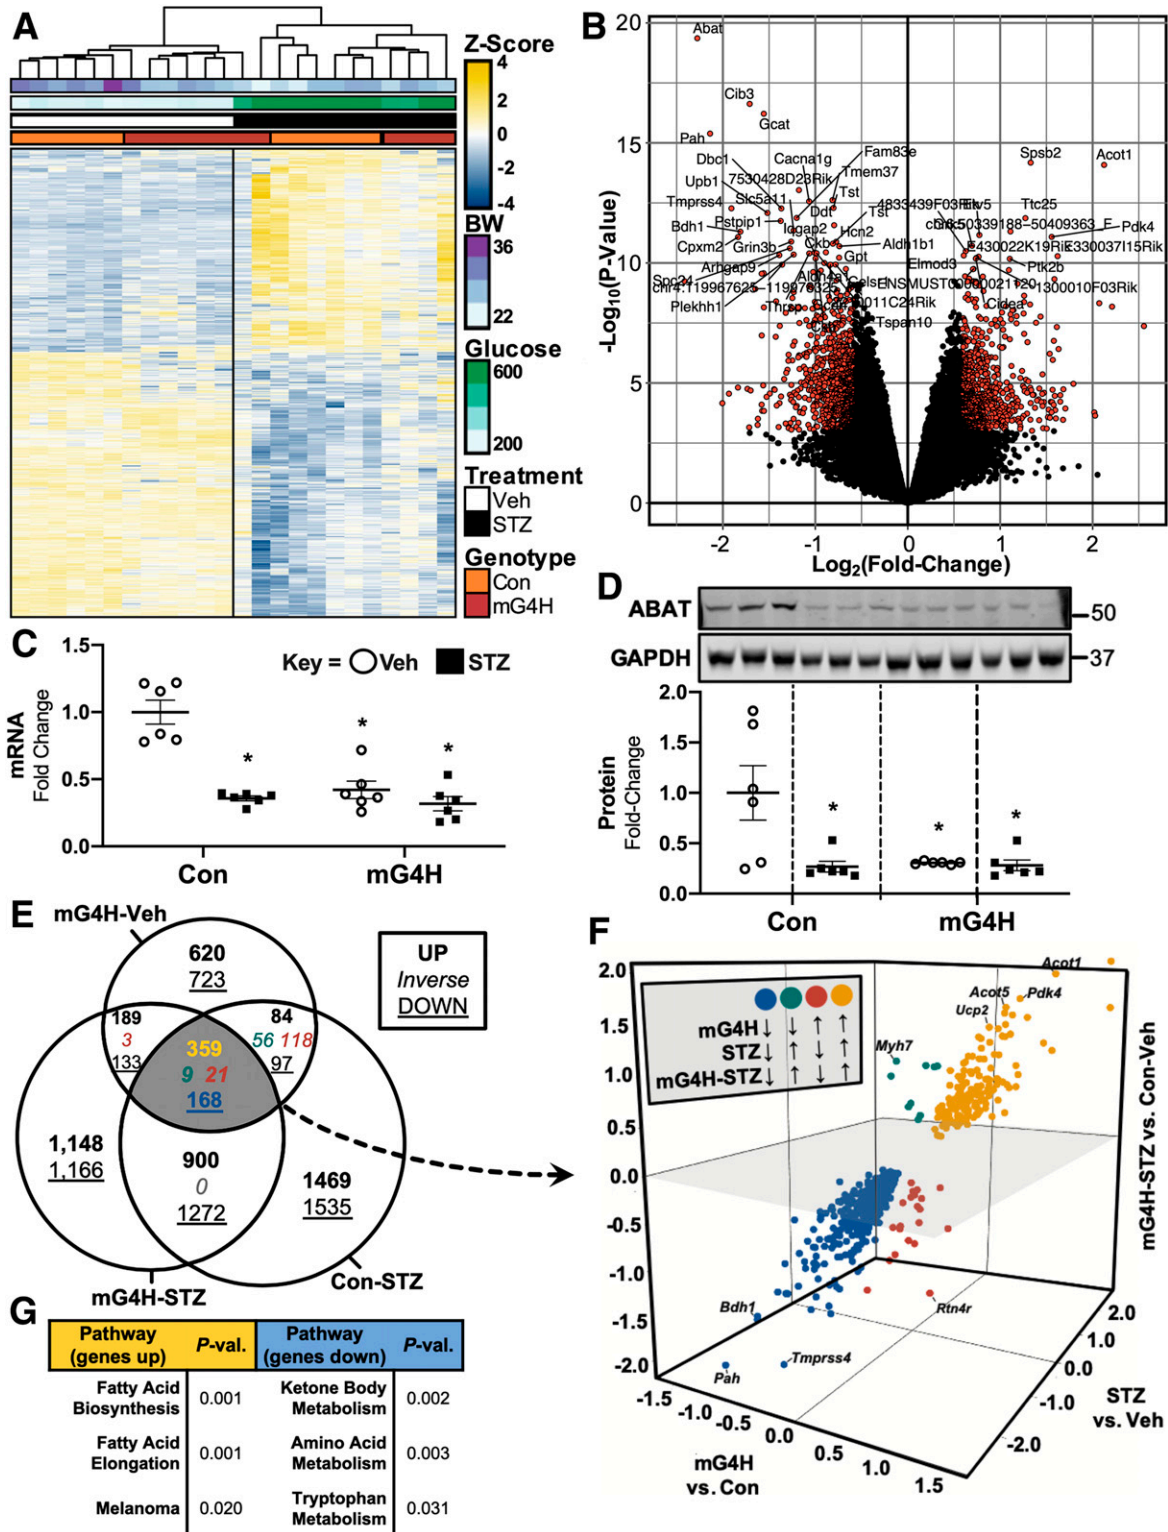 A
Z-Score
4
2
0
-2
-4
BW
36
22
Glucose
600
200
Treatment
Veh
STZ
Genotype
Con
mG4H
B
-Log10(P-Value)
20
15
10
5
0
-2
-1
0
1
2
Log2(Fold-Change)
Abat
Cib3
Gcat
Pah
Spsb2
Acot1
Dbc1
Cacna1g
Fam83e
Tmem37
Upb1
7530428D23Rik
Tmprss4
Slc5a11
Tst
Ddt
Tst
4833439F03Rik
Etv5
Ttc25
Bdh1
Pstpip1
Iqgap2
Hcn2
Pdk4
Cpxm2
Grin3b
Ckb
Aldh1b1
E430022K19Rik
E330037I15Rik
Arhgap9
Gpt
Elmod3
Ptk2b
Spc24
chr4:119967625-119979325
Aldh4a1
Celsr
ENSMUST00000021120
1300010F03Rik
Plekhh1
Thrsp
0011C24Rik
Cidea
Tspan10
C
Key =
Veh
STZ
mRNA
Fold Change
1.5
1.0
0.5
0.0
*
*
*
Con
mG4H
D
ABAT
50
GAPDH
37
Protein
Fold-Change
2.0
1.5
1.0
0.5
0.0
*
*
*
Con
mG4H
E
mG4H-Veh
UP
Inverse
DOWN
620
723
189
3
133
84
56 118
97
359
9 21
168
1,148
1,166
900
0
1272
1469
1535
mG4H-STZ
Con-STZ
F
mG4H ↓ ↓ ↑ ↑
STZ ↓ ↑ ↓ ↑
mG4H-STZ ↓ ↑ ↓ ↑
Acot1
Acot5
Pdk4
Ucp2
Myh7
Bdh1
Rtn4r
Tmprss4
Pah
2.0
1.5
1.0
0.5
0.0
-0.5
-1.0
-1.5
-2.0
-1.5
-1.0
-0.5
0.0
0.5
1.0
1.5
mG4H
vs. Con
2.0
1.0
0.0
-1.0
-2.0
STZ
vs. Veh
mG4H-STZ vs. Con-Veh
G
Pathway
(genes up)
P-val.
Pathway
(genes down)
P-val.
Fatty Acid
Biosynthesis
0.001
Ketone Body
Metabolism
0.002
Fatty Acid
Elongation
0.001
Amino Acid
Metabolism
0.003
Melanoma
0.020
Tryptophan
Metabolism
0.031